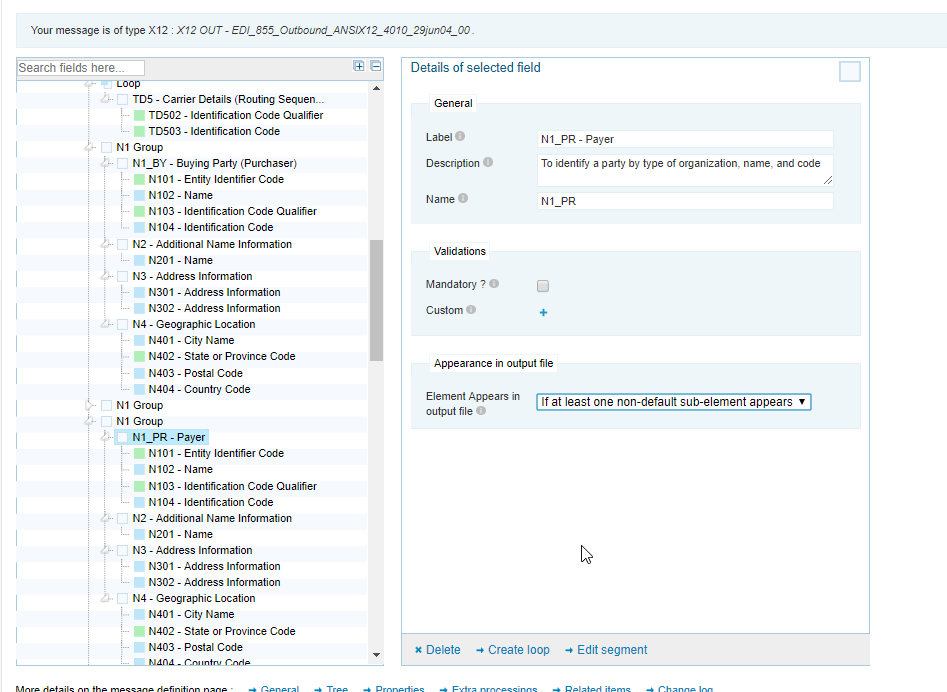 Your message is of type X12 : X12 OUT - EDI_855_Outbound_ANSIX12_4010_29jun04_00 .
Search fields here...
Loop
TD5 - Carrier Details (Routing Sequen...
TD502 - Identification Code Qualifier
TD503 - Identification Code
N1 Group
N1_BY - Buying Party (Purchaser)
N101 - Entity Identifier Code
N102 - Name
N103 - Identification Code Qualifier
N104 - Identification Code
N2 - Additional Name Information
N201 - Name
N3 - Address Information
N301 - Address Information
N302 - Address Information
N4 - Geographic Location
N401 - City Name
N402 - State or Province Code
N403 - Postal Code
N404 - Country Code
N1 Group
N1 Group
N1_PR - Payer
N101 - Entity Identifier Code
N102 - Name
N103 - Identification Code Qualifier
N104 - Identification Code
N2 - Additional Name Information
N201 - Name
N3 - Address Information
N301 - Address Information
N302 - Address Information
N4 - Geographic Location
N401 - City Name
N402 - State or Province Code
N403 - Postal Code
N404 - Country Code
Details of selected field
General
Label
N1_PR - Payer
Description
To identify a party by type of organization, name, and code
Name
N1_PR
Validations
Mandatory ?
Custom
Appearance in output file
Element Appears in
output file
If at least one non-default sub-element appears
Delete
Create loop
Edit segment
More details on the message definition page :
General
Tree
Properties
Extra processings
Related items
Change log